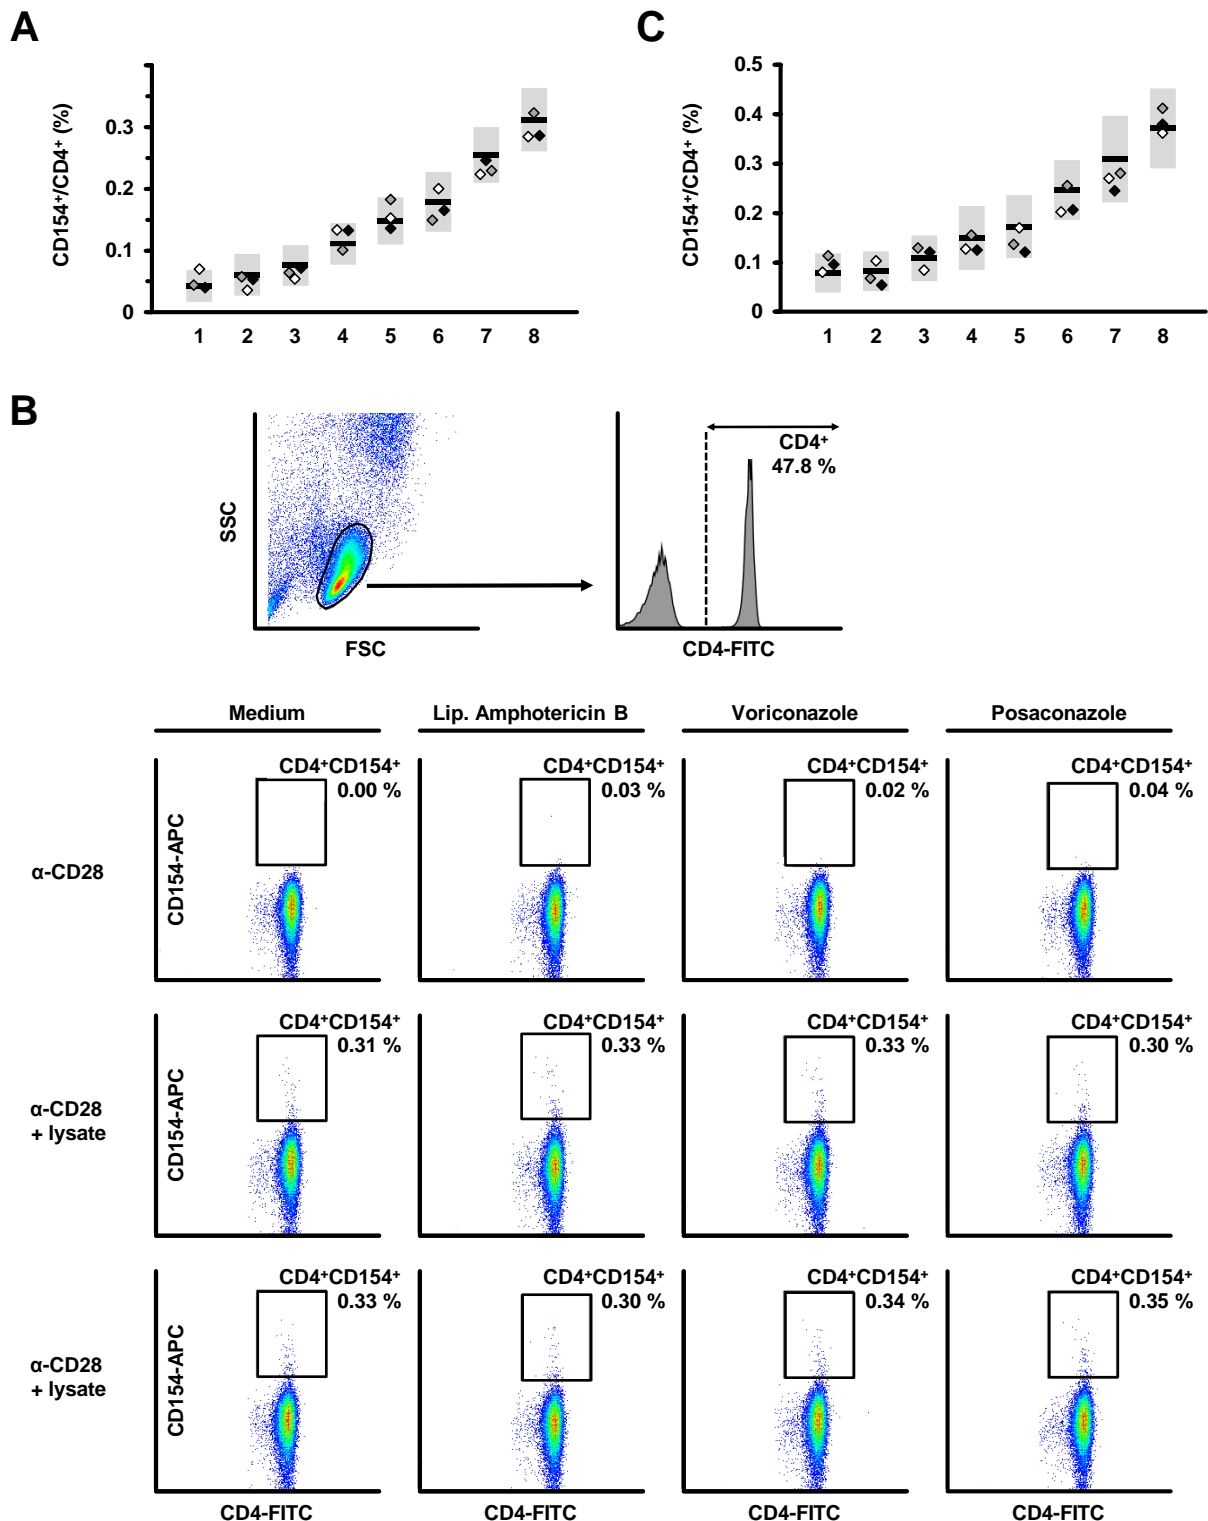 A
CD154⁺/CD4⁺ (%)
0.3
0.2
0.1
0
1 2 3 4 5 6 7 8
C
CD154⁺/CD4⁺ (%)
0.5
0.4
0.3
0.2
0.1
0
1 2 3 4 5 6 7 8
B
SSC
FSC
CD4⁺
47.8 %
CD4-FITC
Medium Lip. Amphotericin B Voriconazole Posaconazole
α-CD28
CD154-APC
CD4⁺CD154⁺ CD4⁺CD154⁺ CD4⁺CD154⁺ CD4⁺CD154⁺
0.00 % 0.03 % 0.02 % 0.04 %
α-CD28
+ lysate
CD154-APC
CD4⁺CD154⁺ CD4⁺CD154⁺ CD4⁺CD154⁺ CD4⁺CD154⁺
0.31 % 0.33 % 0.33 % 0.30 %
α-CD28
+ lysate
CD154-APC
CD4⁺CD154⁺ CD4⁺CD154⁺ CD4⁺CD154⁺ CD4⁺CD154⁺
0.33 % 0.30 % 0.34 % 0.35 %
CD4-FITC CD4-FITC CD4-FITC CD4-FITC